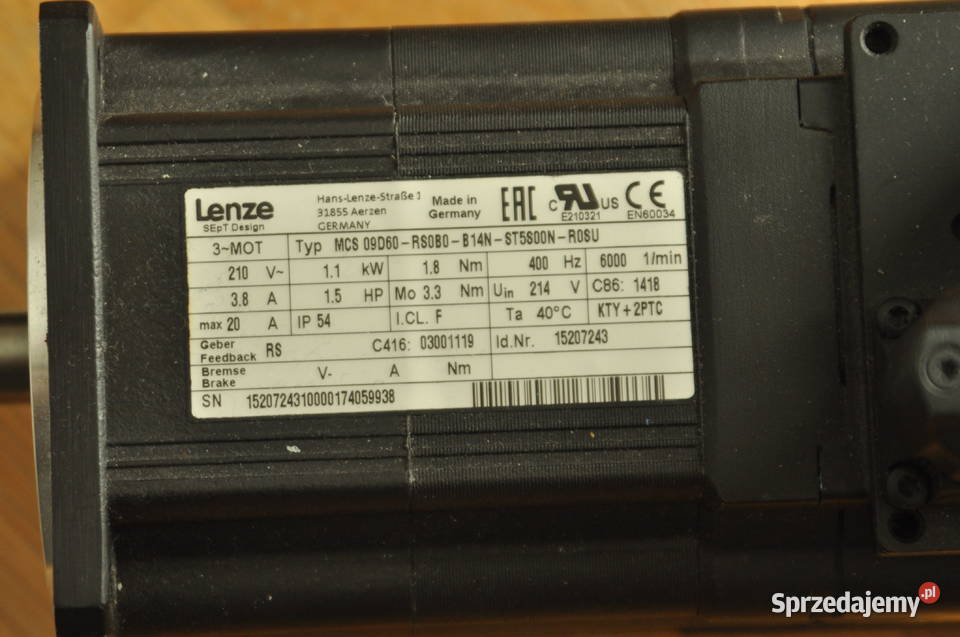 Lenze
SEpT Design
Hans-Lenze-Straße 1
31855 Aerzen
GERMANY
Made in
Germany
EAC
c RU US
E210321
CE
EN60034
3~MOT Typ MCS 09D60-RS0B0-B14N-ST5S00N-R0SU
210 V~ 1.1 kW 1.8 Nm 400 Hz 6000 1/min
3.8 A 1.5 HP Mo 3.3 Nm Uin 214 V C86: 1418
max 20 A IP 54 I.CL. F Ta 40°C KTY+2PTC
Geber
Feedback RS C416: 03001119 Id.Nr. 15207243
Bremse
Brake V- A Nm
SN 1520724310000174059938
Sprzedajemy.pl